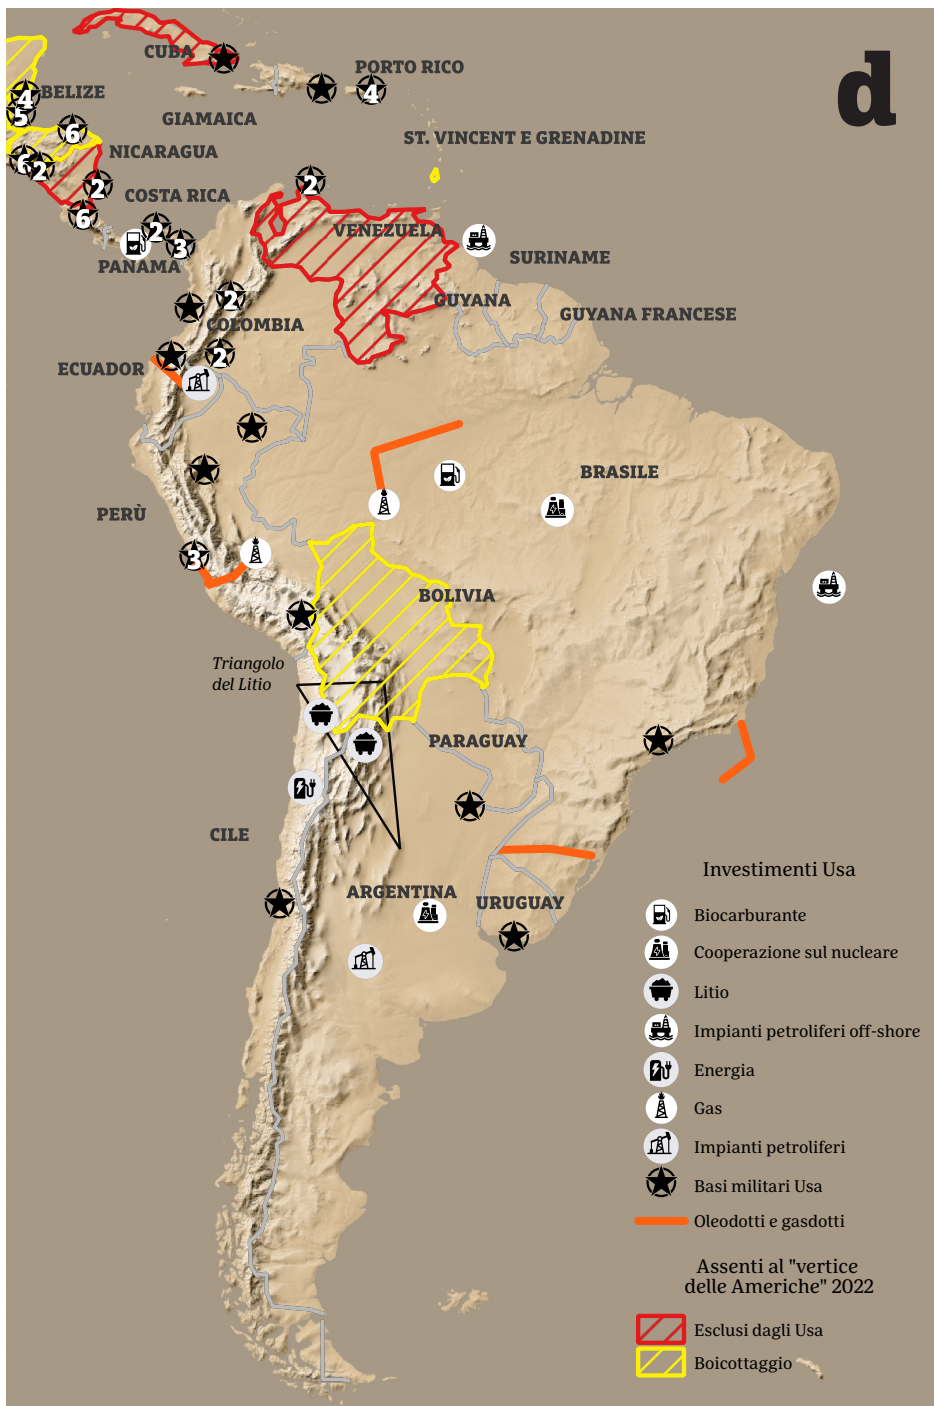 d
CUBA
PORTO RICO
4
4
BELIZE
5
GIAMAICA
6
ST. VINCENT E GRENADINE
NICARAGUA
6
2
2
2
COSTA RICA
6
2
3
VENEZUELA
PANAMA
SURINAME
2
GUYANA
GUYANA FRANCESE
COLOMBIA
2
ECUADOR
BRASILE
PERÙ
3
BOLIVIA
Triangolo
del Litio
PARAGUAY
CILE
ARGENTINA
URUGUAY
Investimenti Usa
Biocarburante
Cooperazione sul nucleare
Litio
Impianti petroliferi off-shore
Energia
Gas
Impianti petroliferi
Basi militari Usa
Oleodotti e gasdotti
Assenti al "vertice
delle Americhe" 2022
Esclusi dagli Usa
Boicottaggio